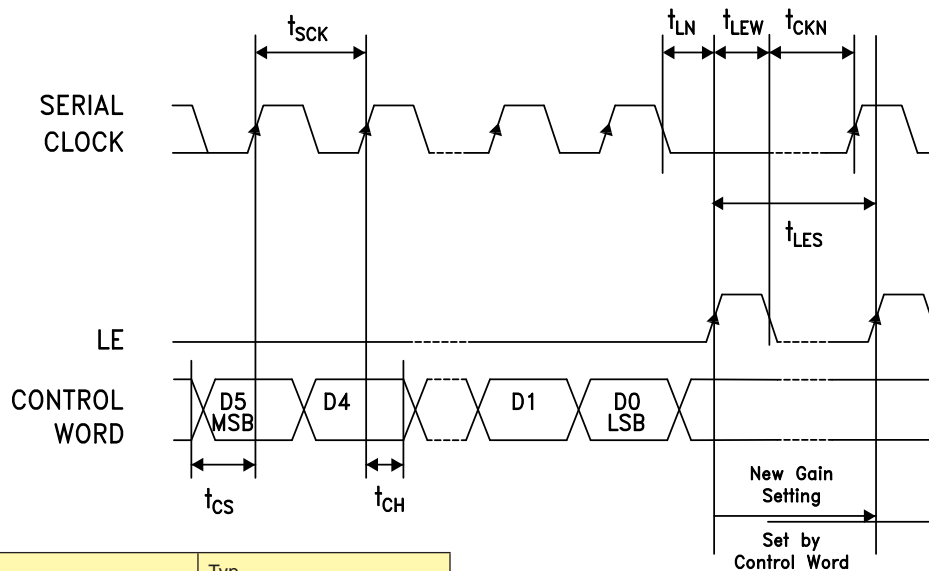 tSCK
tLN tLEW tCKN
SERIAL
CLOCK
tLES
LE
CONTROL
WORD
D5
MSB
D4
D1
D0
LSB
tCS
tCH
New Gain
Setting
Set by
Control Word
Typ